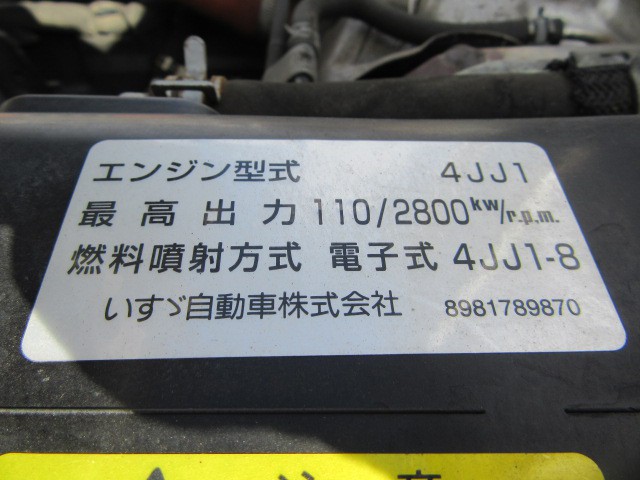 エンジン型式 4JJ1
最高出力 110/2800kW/r.p.m.
燃料噴射方式 電子式 4JJ1-8
いすゞ自動車株式会社 8981789870